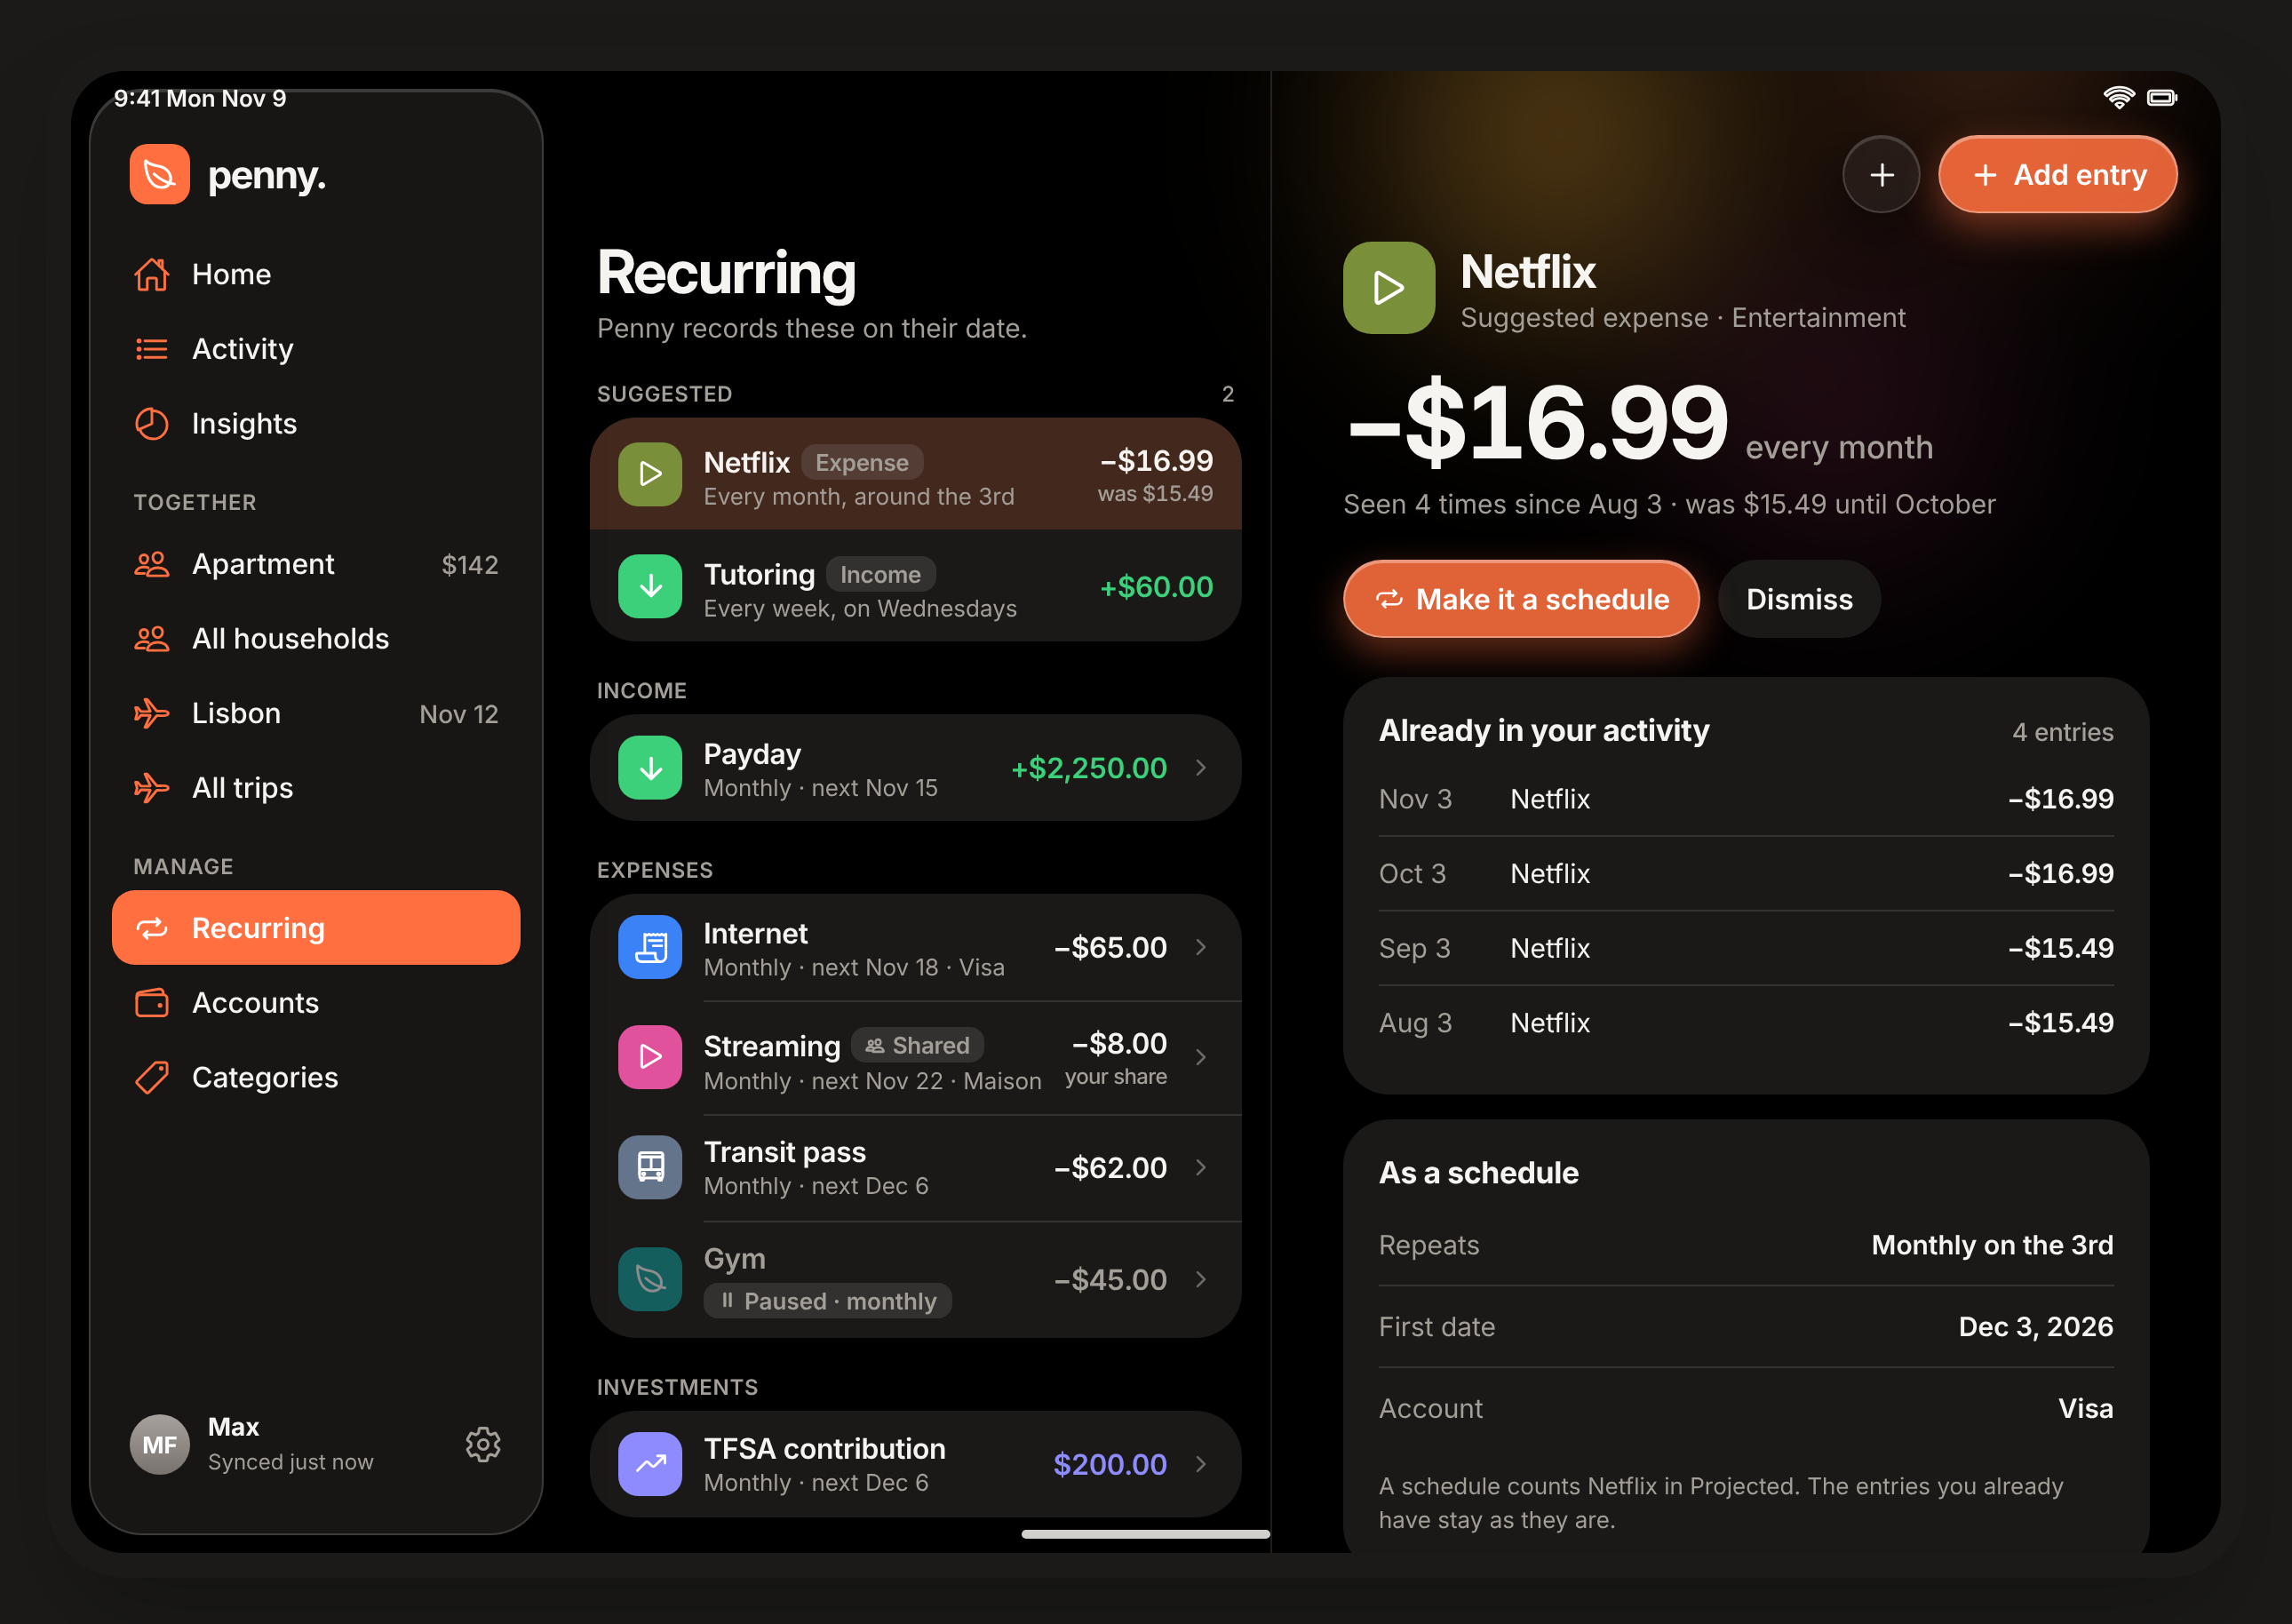 9:41 Mon Nov 9
penny.
Home
Activity
Insights
TOGETHER
Apartment $142
All households
Lisbon Nov 12
All trips
MANAGE
Recurring
Accounts
Categories
MF
Max
Synced just now
Recurring
Penny records these on their date.
SUGGESTED 2
Netflix Expense −$16.99
Every month, around the 3rd was $15.49
Tutoring Income +$60.00
Every week, on Wednesdays
INCOME
Payday +$2,250.00
Monthly · next Nov 15
EXPENSES
Internet −$65.00
Monthly · next Nov 18 · Visa
Streaming Shared −$8.00
Monthly · next Nov 22 · Maison your share
Transit pass −$62.00
Monthly · next Dec 6
Gym −$45.00
Paused · monthly
INVESTMENTS
TFSA contribution $200.00
Monthly · next Dec 6
Add entry
Netflix
Suggested expense · Entertainment
−$16.99 every month
Seen 4 times since Aug 3 · was $15.49 until October
Make it a schedule Dismiss
Already in your activity 4 entries
Nov 3 Netflix −$16.99
Oct 3 Netflix −$16.99
Sep 3 Netflix −$15.49
Aug 3 Netflix −$15.49
As a schedule
Repeats Monthly on the 3rd
First date Dec 3, 2026
Account Visa
A schedule counts Netflix in Projected. The entries you already
have stay as they are.